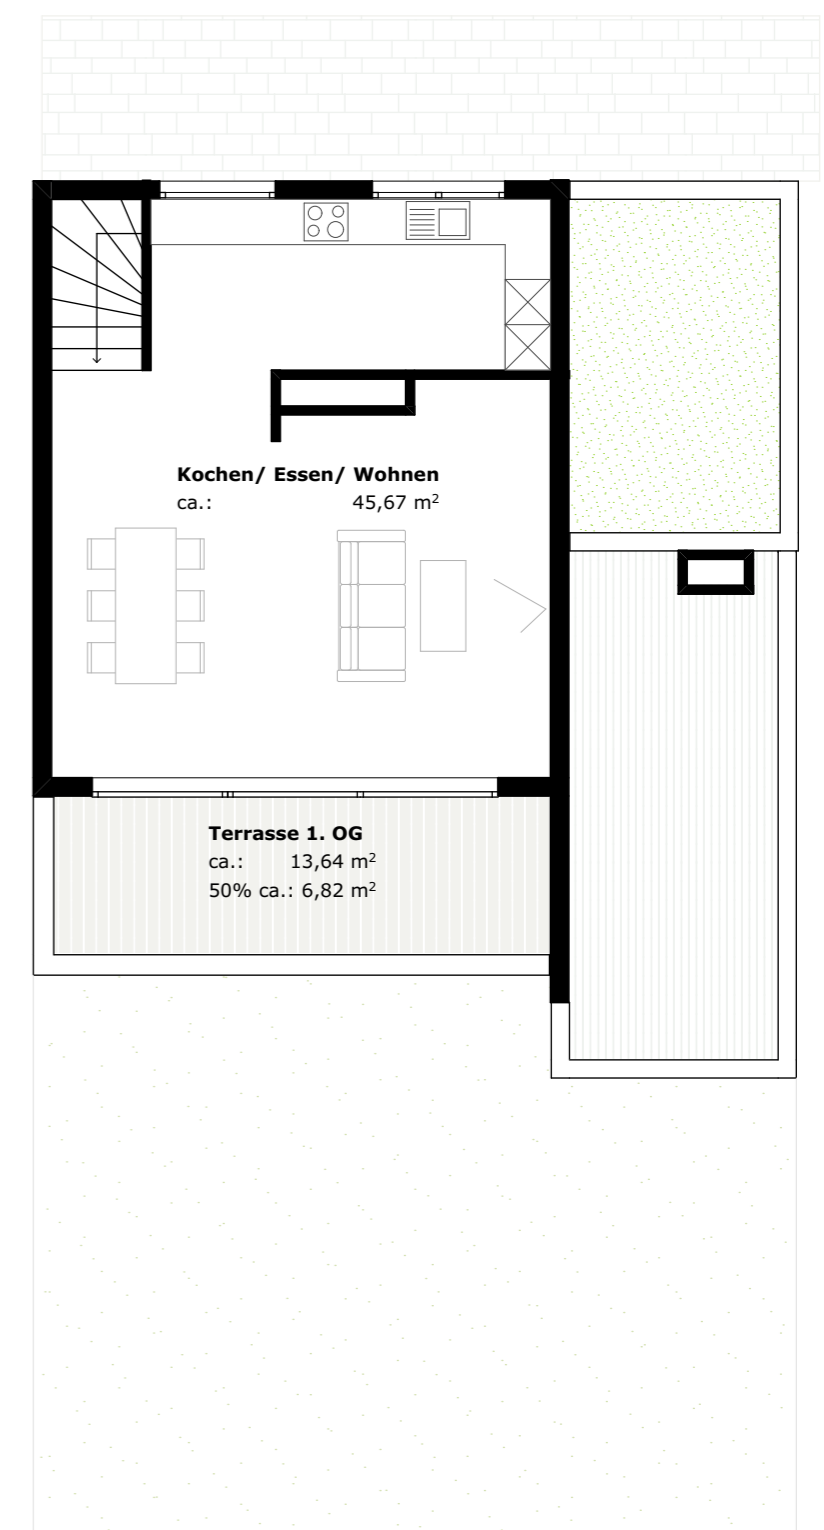 Kochen/ Essen/ Wohnen
ca.: 45,67 m²
Terrasse 1. OG
ca.: 13,64 m²
50% ca.: 6,82 m²